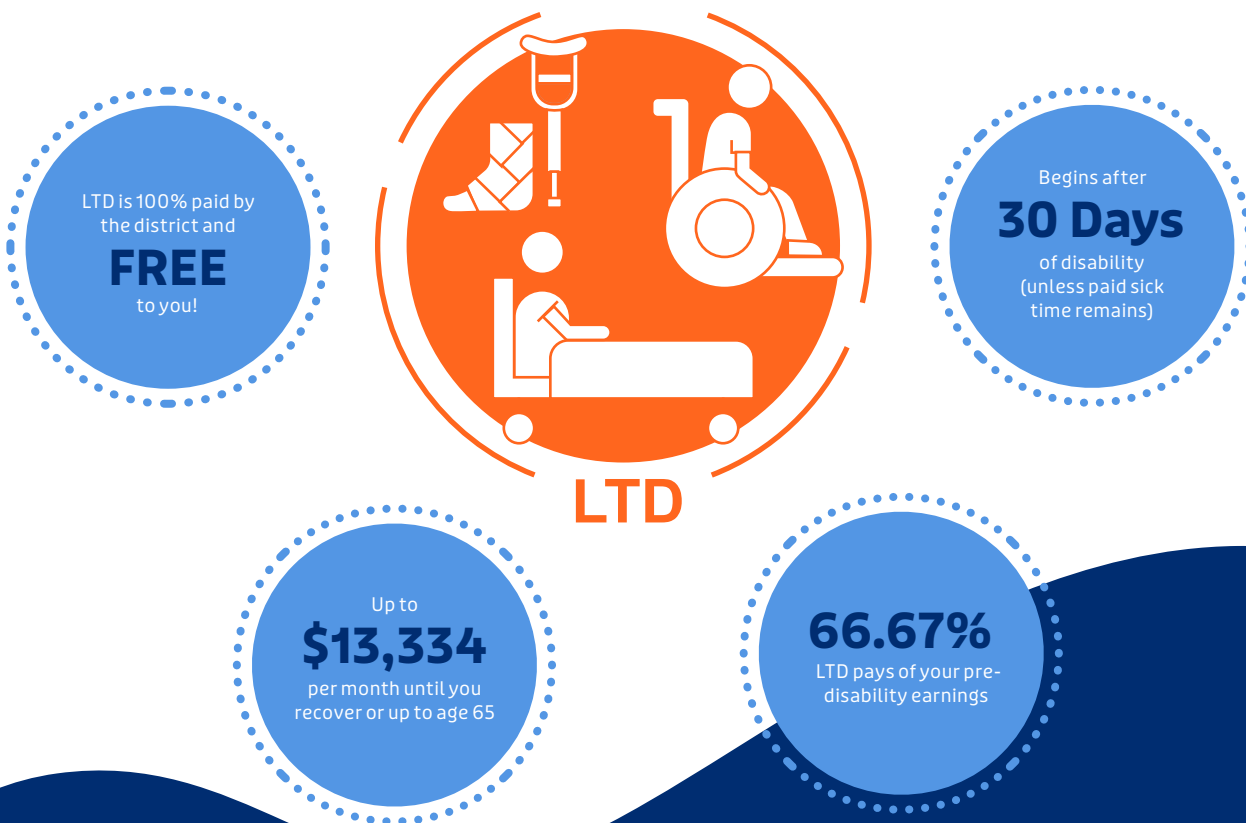 LTD is 100% paid by
the district and
FREE
to you!
Begins after
30 Days
of disability
(unless paid sick
time remains)
LTD
Up to
$13,334
per month until you
recover or up to age 65
66.67%
LTD pays of your pre-
disability earnings